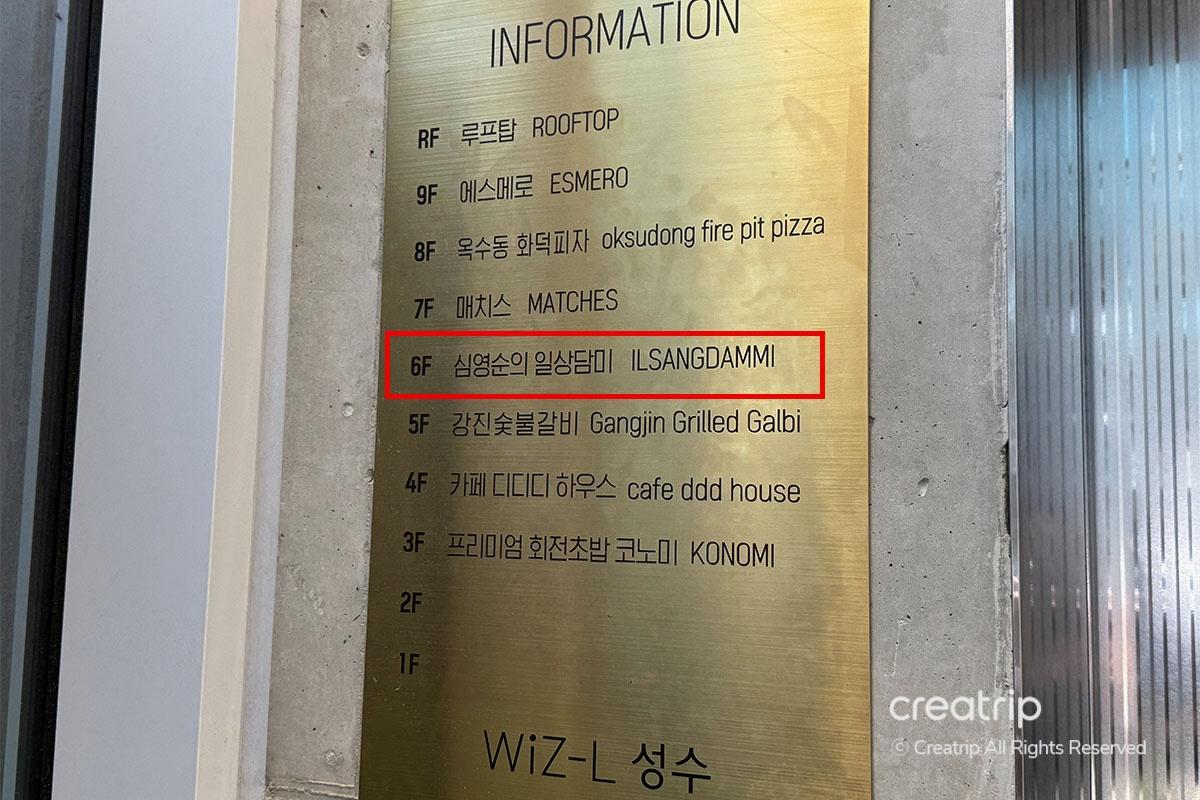 INFORMATION
RF 루프탑 ROOFTOP
9F 에스메로 ESMERO
8F 옥수동 화덕피자 oksudong fire pit pizza
7F 매치스 MATCHES
6F 심영순의 일상담미 ILSANGDAMMI
5F 강진숯불갈비 Gangjin Grilled Galbi
4F 카페 디디디 하우스 cafe ddd house
3F 프리미엄 회전초밥 코노미 KONOMI
2F
1F
WiZ-L 성수
creatrip
ⓒ Creatrip All Rights Reserved